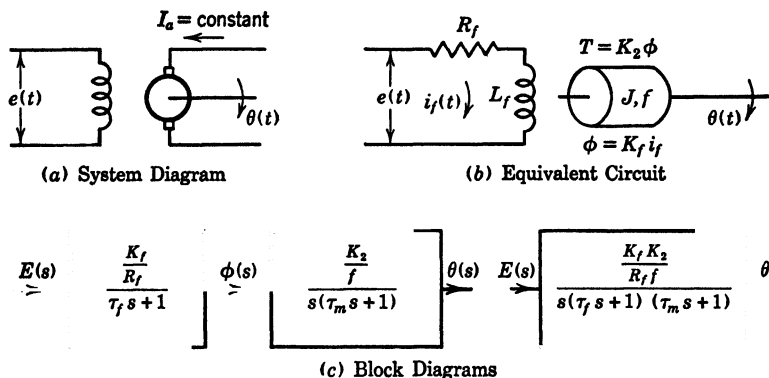 I_a = constant
e(t)
θ(t)
(a) System Diagram
R_f
e(t)
i_f(t)
L_f
T = K_2 ϕ
J, f
θ(t)
ϕ = K_f i_f
(b) Equivalent Circuit
E(s)
K_f
R_f
τ_f s + 1
ϕ(s)
K_2
f
s(τ_m s + 1)
θ(s)
E(s)
K_f K_2
R_f f
s(τ_f s + 1) (τ_m s + 1)
θ
(c) Block Diagrams